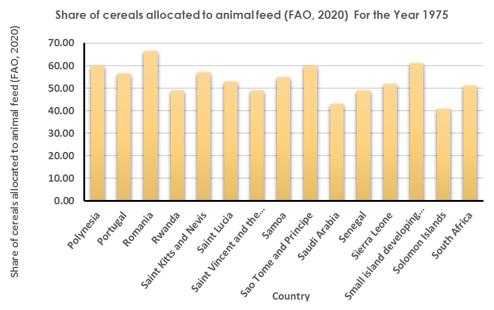 Share of cereals allocated to animal feed (FAO, 2020)  For the Year 1975
Share of cereals allocated to animal feed (FAO, 2020)
70.00
60.00
50.00
40.00
30.00
20.00
10.00
0.00
Polynesia
Portugal
Romania
Rwanda
Saint Kitts and Nevis
Saint Lucia
Saint Vincent and the...
Samoa
Sao Tome and Principe
Saudi Arabia
Senegal
Sierra Leone
Small island developing...
Solomon Islands
South Africa
Country